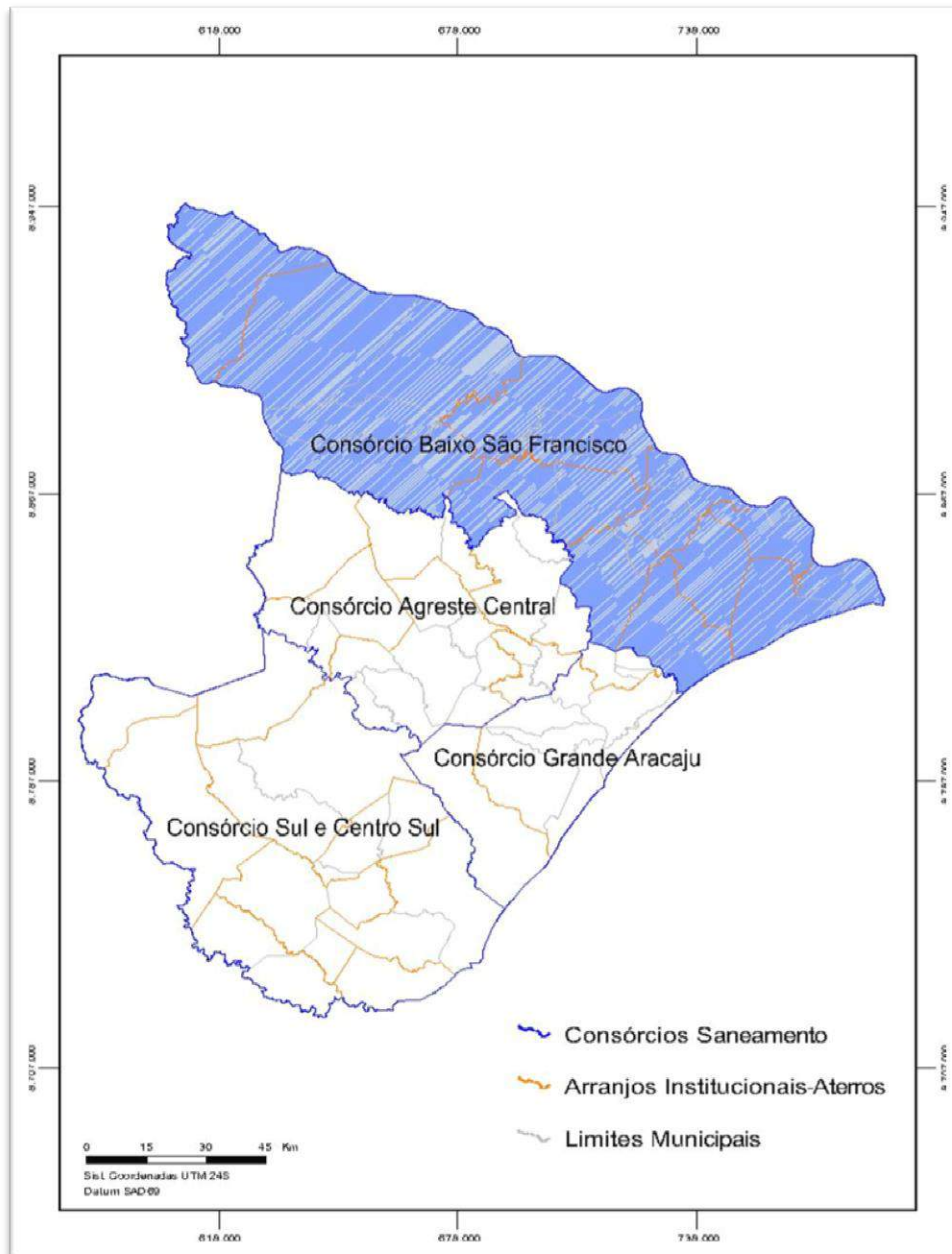 618.000 678.000 738.000
Consórcio Baixo São Francisco
Consórcio Agreste Central
Consórcio Grande Aracaju
Consórcio Sul e Centro Sul
Consórcios Saneamento
Arranjos Institucionais-Aterros
Limites Municipais
0 15 30 45 Km
Sist. Coordenadas UTM 24S
Datum SAD69
618.000 678.000 738.000